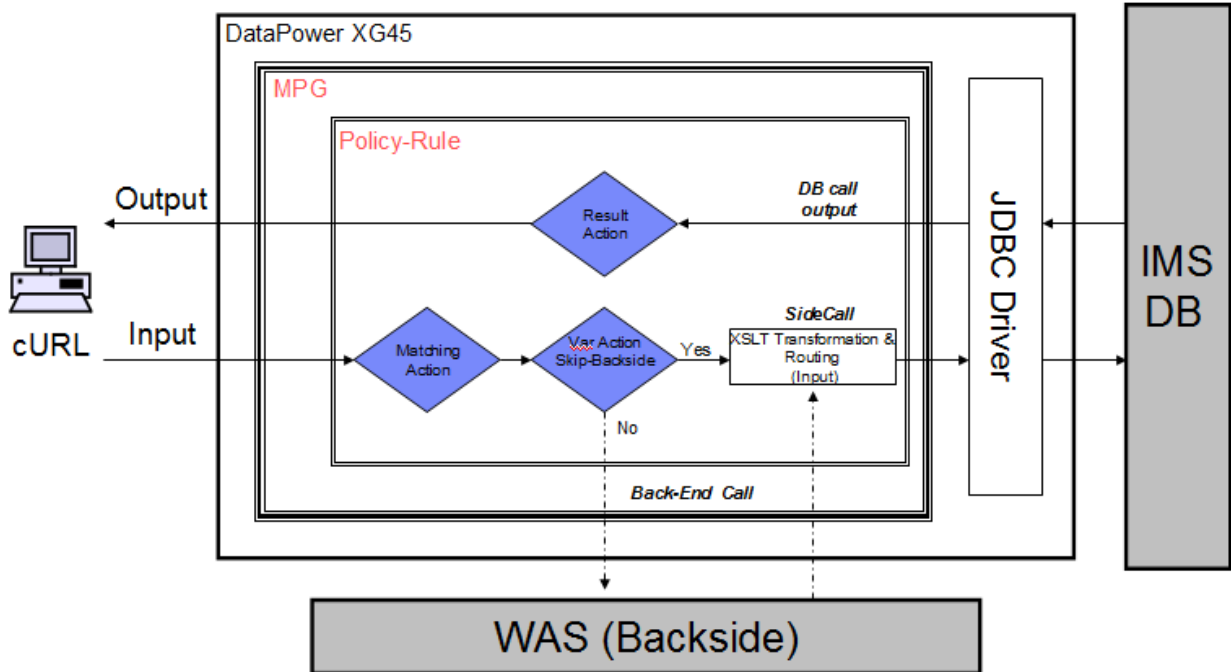 DataPower XG45
MPG
Policy-Rule
Output
Result
Action
DB call
output
JDBC Driver
IMS
DB
cURL
Input
Matching
Action
Var Action
Skip-Backside
Yes
SideCall
XSLT Transformation &
Routing
(Input)
No
Back-End Call
WAS (Backside)